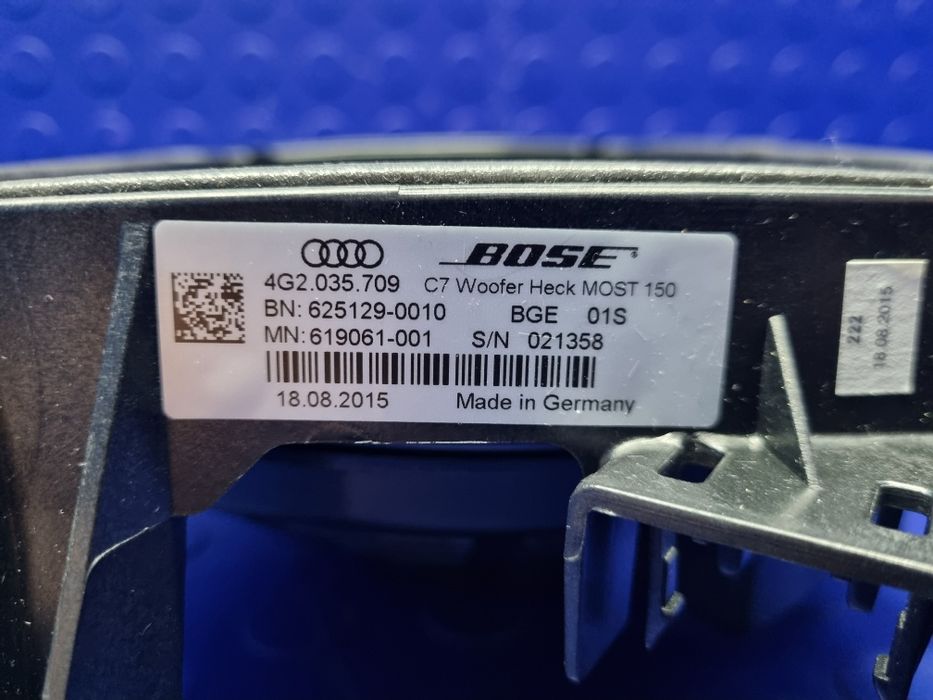 BOSE
4G2.035.709 C7 Woofer Heck MOST 150
BN: 625129-0010 BGE 01S
MN: 619061-001 S/N 021358
18.08.2015 Made in Germany
222
18.08.2015